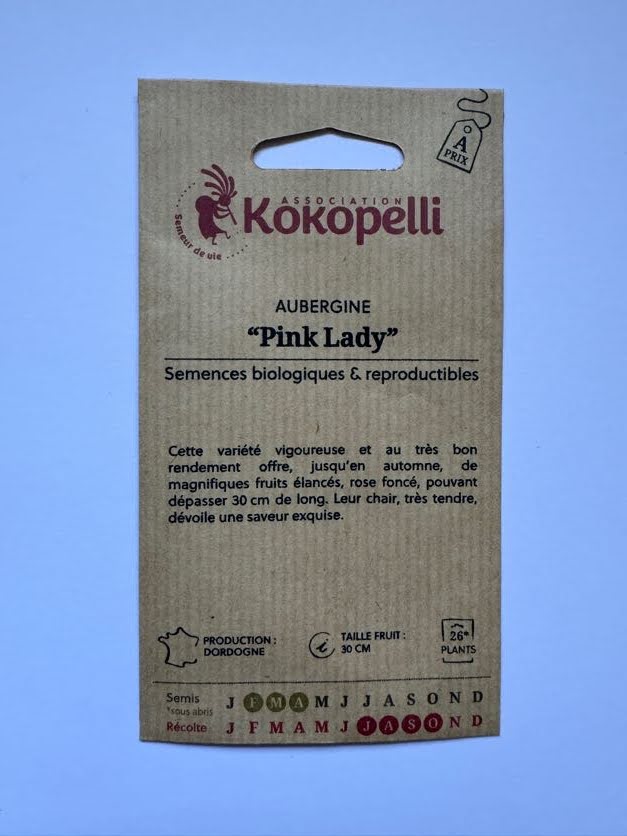 À
PRIX
ASSOCIATION
Kokopelli
Semeur de vie
AUBERGINE
“Pink Lady”
Semences biologiques & reproductibles
Cette variété vigoureuse et au très bon
rendement offre, jusqu’en automne, de
magnifiques fruits élancés, rose foncé, pouvant
dépasser 30 cm de long. Leur chair, très tendre,
dévoile une saveur exquise.
PRODUCTION :
DORDOGNE
TAILLE FRUIT :
30 CM
26*
PLANTS
Semis J F M A M J J A S O N D
*sous abris
Récolte J F M A M J J A S O N D